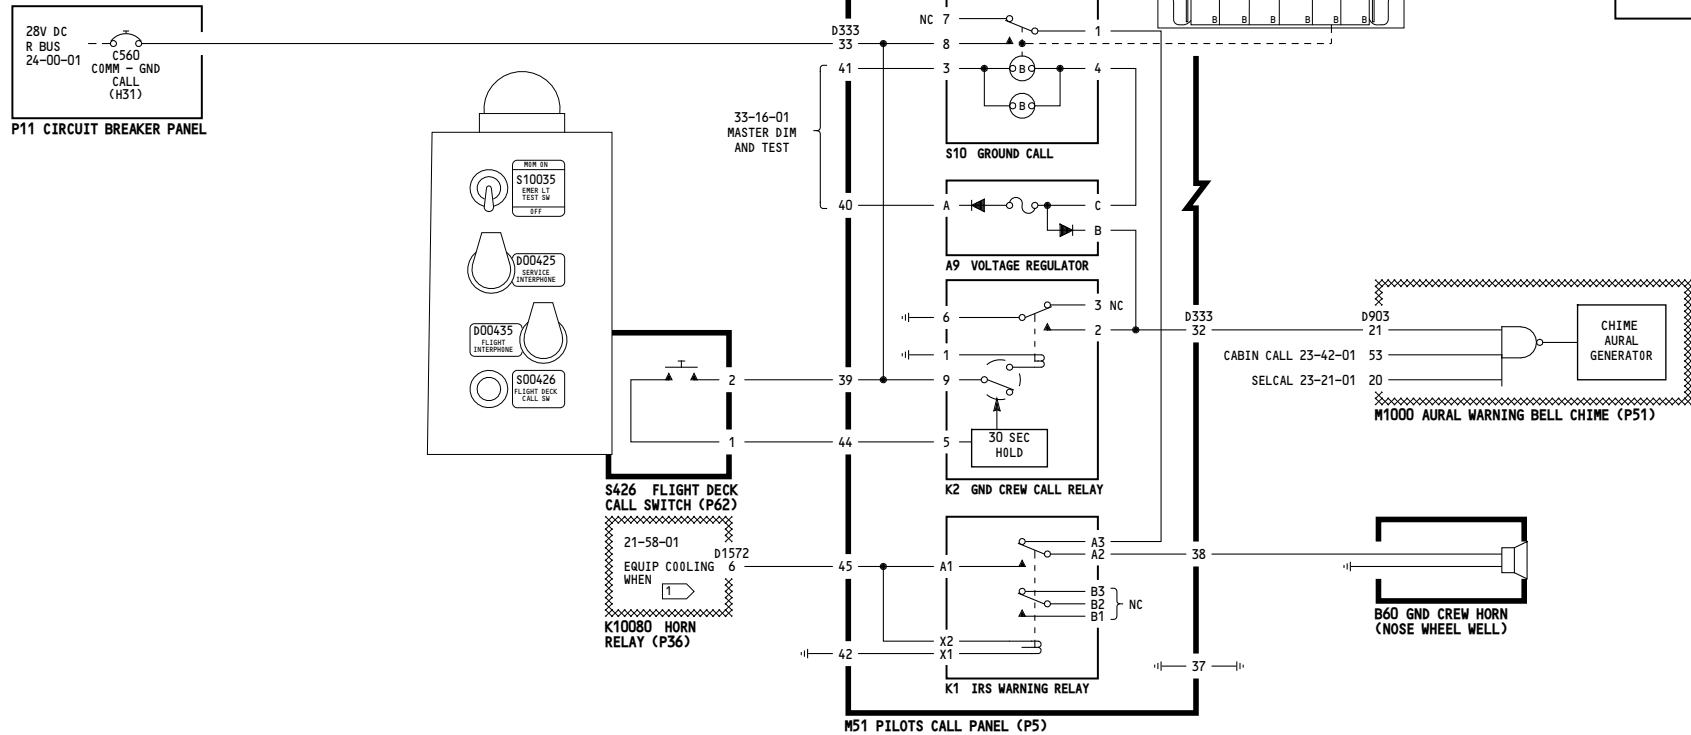 28V DC
R BUS
24-00-01
C560
COMM - GND
CALL
(H31)
P11 CIRCUIT BREAKER PANEL
MOM ON
S10035
EMER LT
TEST SW
OFF
D00425
SERVICE
INTERPHONE
D00435
FLIGHT
INTERPHONE
S00426
FLIGHT DECK
CALL SW
2
1
S426 FLIGHT DECK
CALL SWITCH (P62)
21-58-01
EQUIP COOLING
WHEN
1
D1572
6
K10080 HORN
RELAY (P36)
33-16-01
MASTER DIM
AND TEST
D333
33
41
40
39
44
45
42
NC 7
8
3
1
4
B
B
B B B B B B
S10 GROUND CALL
A
C
B
A9 VOLTAGE REGULATOR
6
1
9
5
3 NC
2
30 SEC
HOLD
K2 GND CREW CALL RELAY
A1
X2
X1
A3
A2
B3
B2
B1
NC
K1 IRS WARNING RELAY
M51 PILOTS CALL PANEL (P5)
D333
32
38
37
D903
21
CABIN CALL 23-42-01 53
SELCAL 23-21-01 20
CHIME
AURAL
GENERATOR
M1000 AURAL WARNING BELL CHIME (P51)
B60 GND CREW HORN
(NOSE WHEEL WELL)